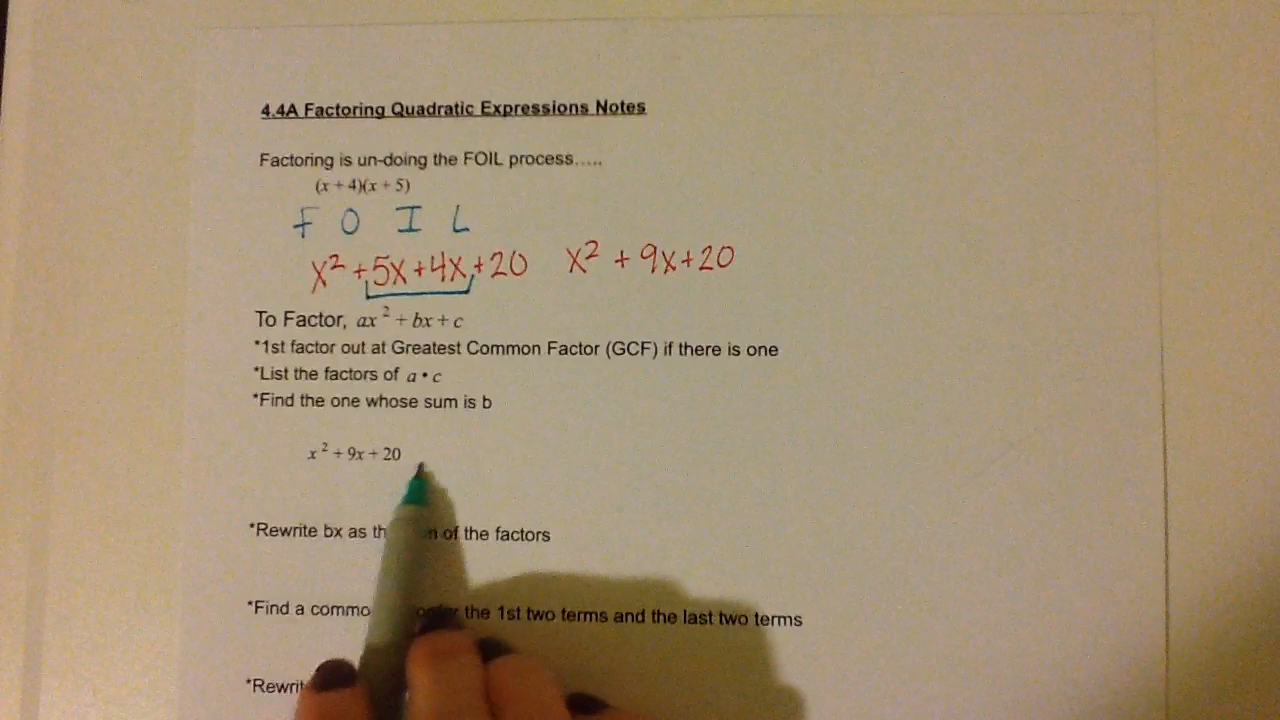 4.4A Factoring Quadratic Expressions Notes
Factoring is un-doing the FOIL process.....
(x + 4)(x + 5)
F O I L
x² + 5x + 4x + 20 x² + 9x + 20
To Factor, ax² + bx + c
*1st factor out at Greatest Common Factor (GCF) if there is one
*List the factors of a • c
*Find the one whose sum is b
x² + 9x + 20
*Rewrite bx as of the factors
*Find a the 1st two terms and the last two terms